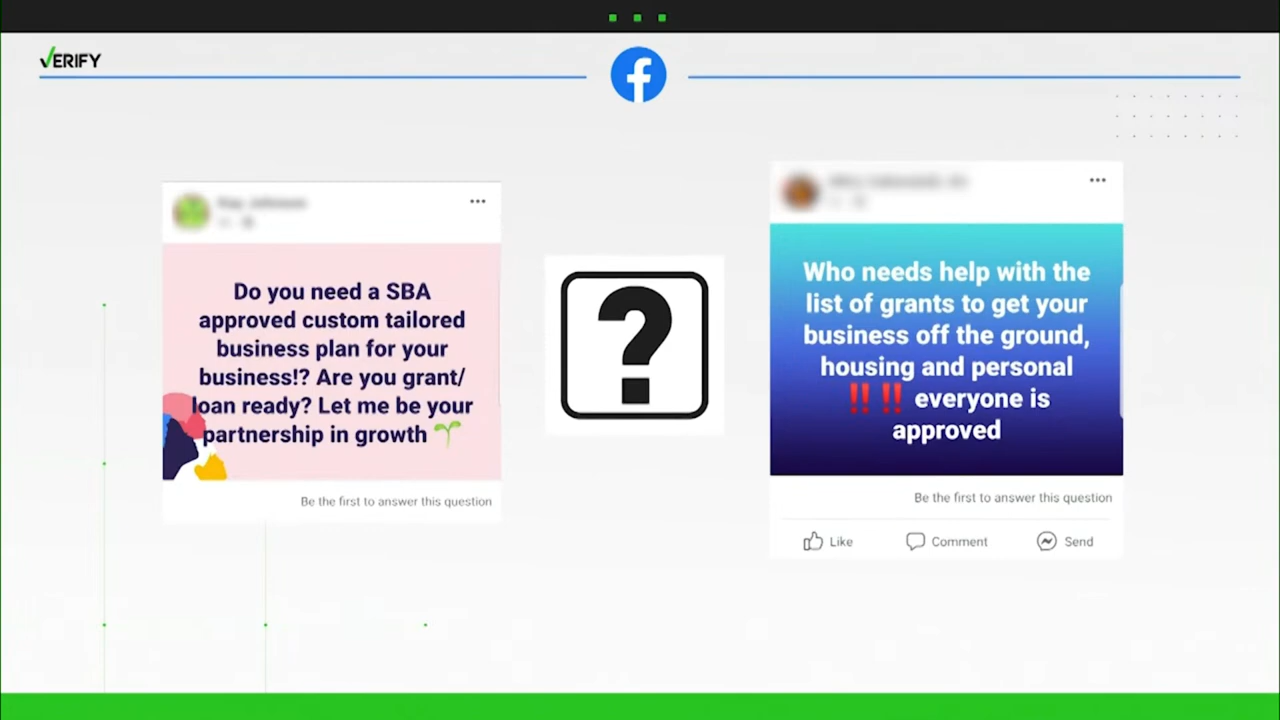 VERIFY
Do you need a SBA
approved custom tailored
business plan for your
business!? Are you grant/
loan ready? Let me be your
partnership in growth 🌱
Be the first to answer this question
?
Who needs help with the
list of grants to get your
business off the ground,
housing and personal
‼️ ‼️ everyone is
approved
Be the first to answer this question
Like Comment Send